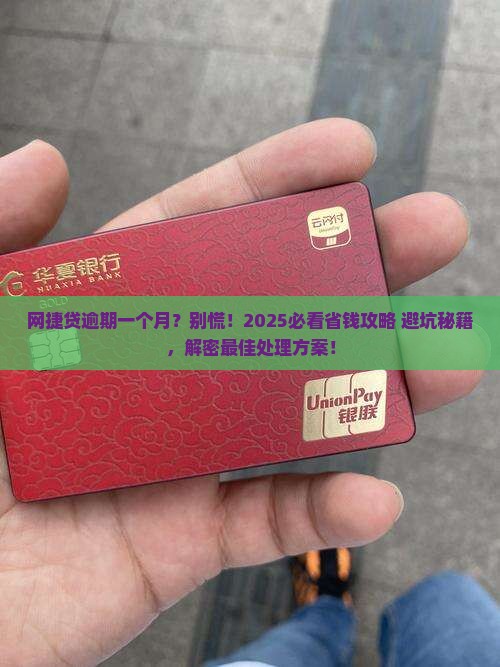 云闪付
UnionPay
华夏银行
HUAXIA BANK
GOLD
网捷贷逾期一个月？别慌！2025必看省钱攻略 避坑秘籍
，解密最佳处理方案！
UnionPay
银联